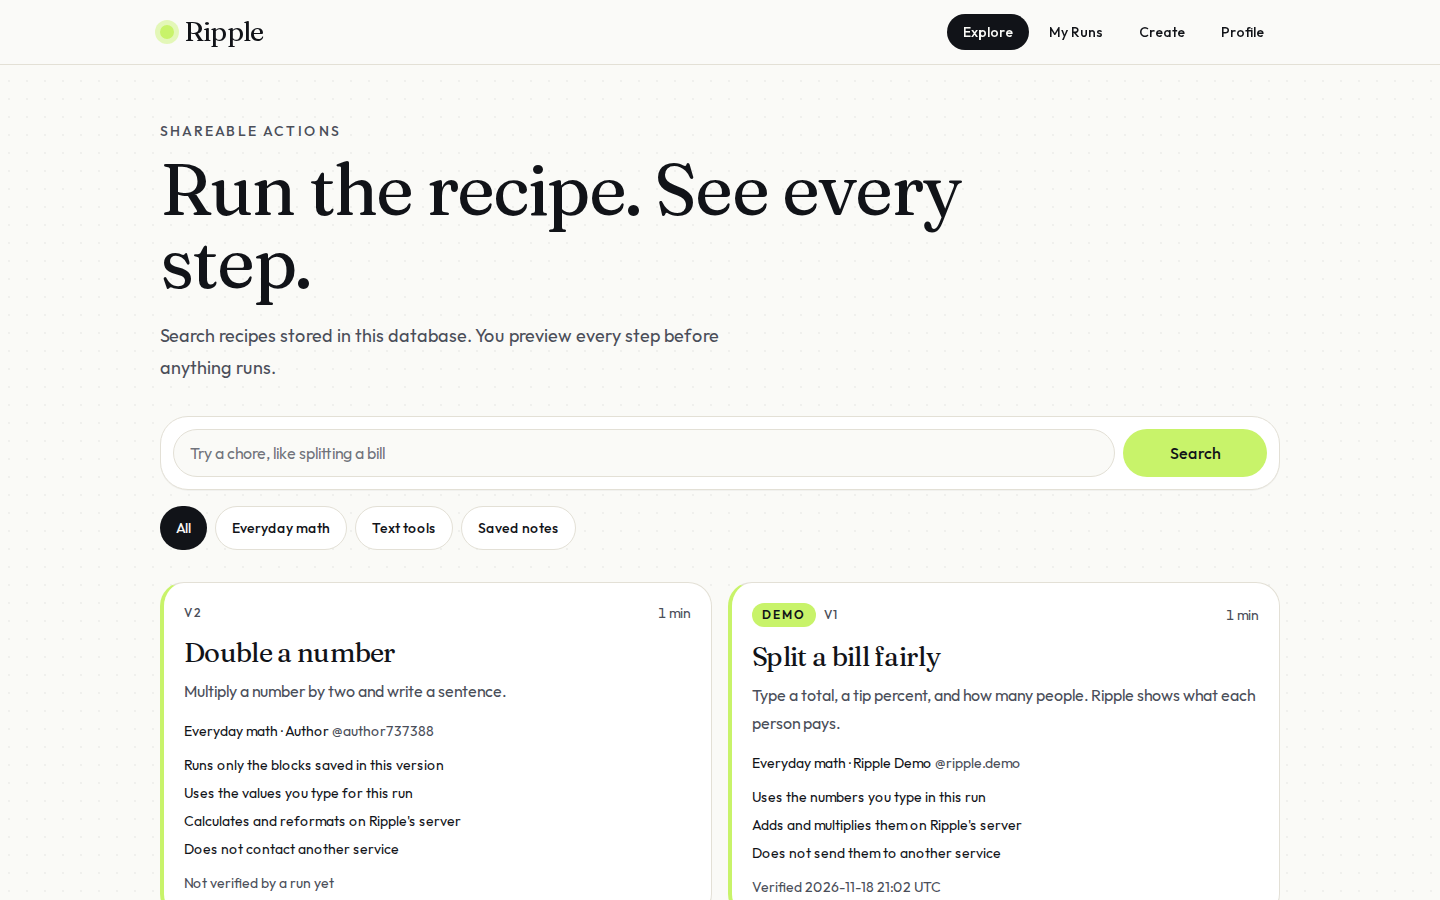 Ripple
Explore
My Runs
Create
Profile
SHAREABLE ACTIONS
Run the recipe. See every
step.
Search recipes stored in this database. You preview every step before
anything runs.
Try a chore, like splitting a bill
Search
All
Everyday math
Text tools
Saved notes
V2
1 min
Double a number
Multiply a number by two and write a sentence.
Everyday math · Author @author737388
Runs only the blocks saved in this version
Uses the values you type for this run
Calculates and reformats on Ripple's server
Does not contact another service
Not verified by a run yet
DEMO V1
1 min
Split a bill fairly
Type a total, a tip percent, and how many people. Ripple shows what each
person pays.
Everyday math · Ripple Demo @ripple.demo
Uses the numbers you type in this run
Adds and multiplies them on Ripple's server
Does not send them to another service
Verified 2026-11-18 21:02 UTC